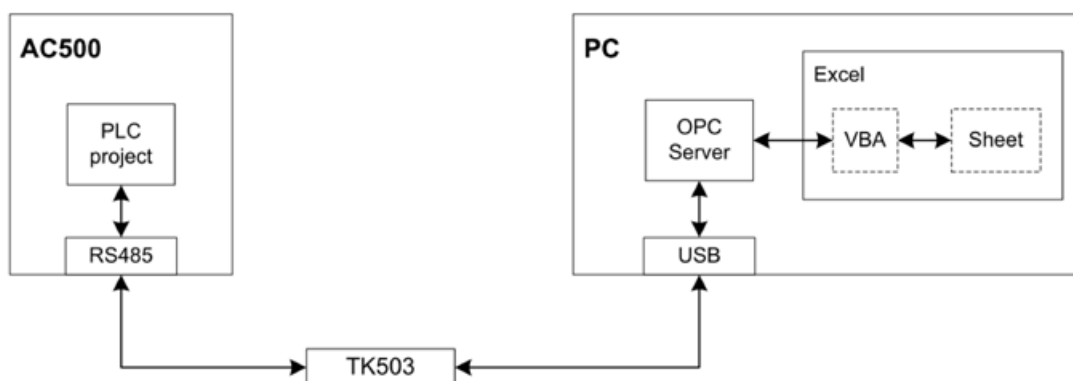 AC500
PLC
project
RS485
TK503
PC
OPC
Server
USB
Excel
VBA
Sheet